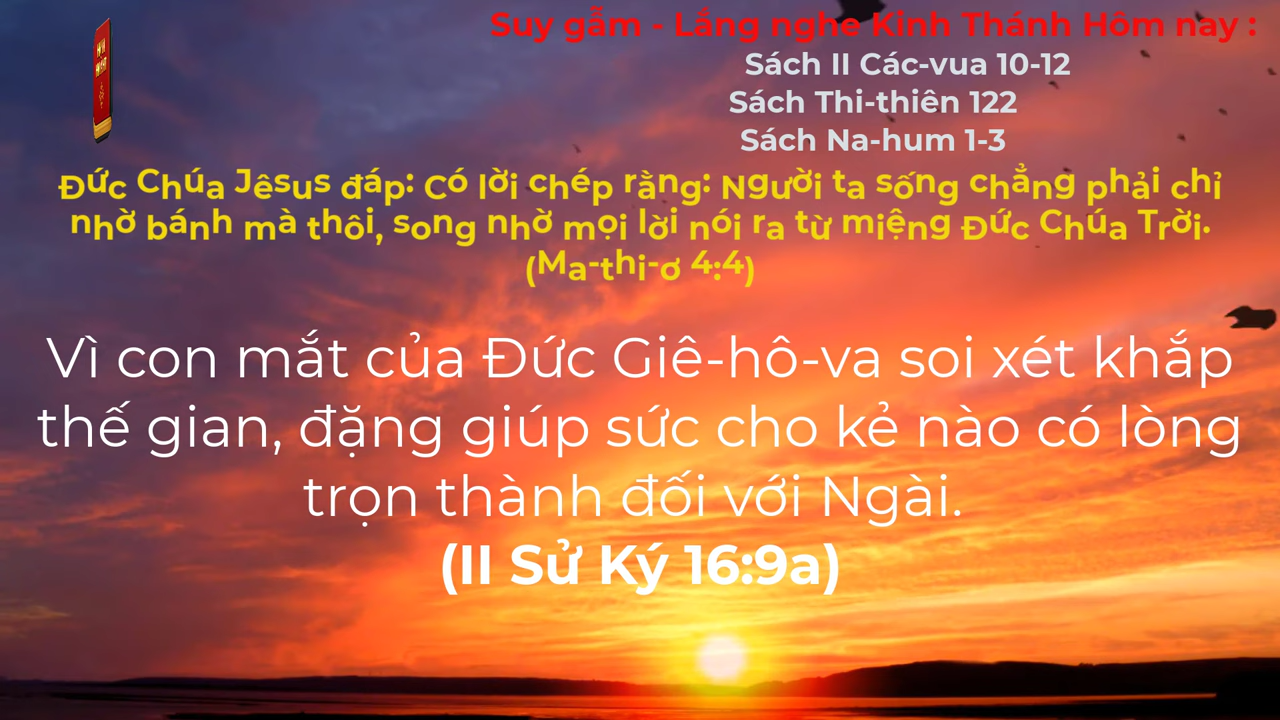 Suy gẫm - Lắng nghe Kinh Thánh Hôm nay :
Sách II Các-vua 10-12
Sách Thi-thiên 122
Sách Na-hum 1-3
Đức Chúa Jêsus đáp: Có lời chép rằng: Người ta sống chẳng phải chỉ
nhờ bánh mà thôi, song nhờ mọi lời nói ra từ miệng Đức Chúa Trời.
(Ma-thi-ơ 4:4)
Vì con mắt của Đức Giê-hô-va soi xét khắp
thế gian, đặng giúp sức cho kẻ nào có lòng
trọn thành đối với Ngài.
(II Sử Ký 16:9a)